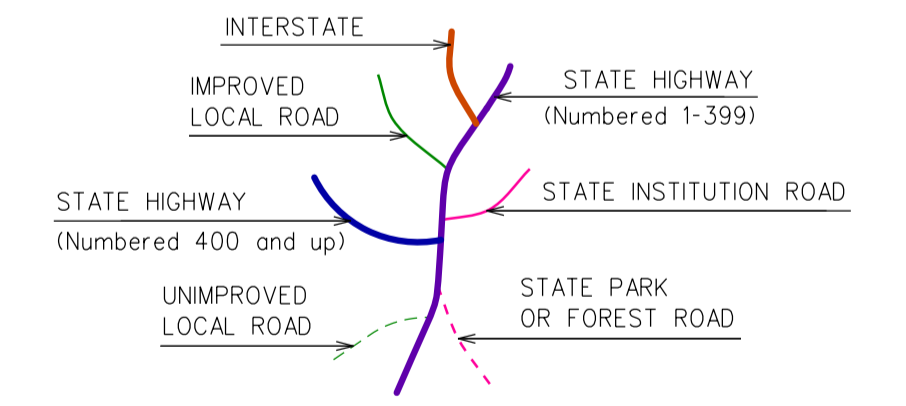 INTERSTATE
STATE HIGHWAY
(Numbered 1-399)
IMPROVED
LOCAL ROAD
STATE INSTITUTION ROAD
STATE HIGHWAY
(Numbered 400 and up)
UNIMPROVED
LOCAL ROAD
STATE PARK
OR FOREST ROAD